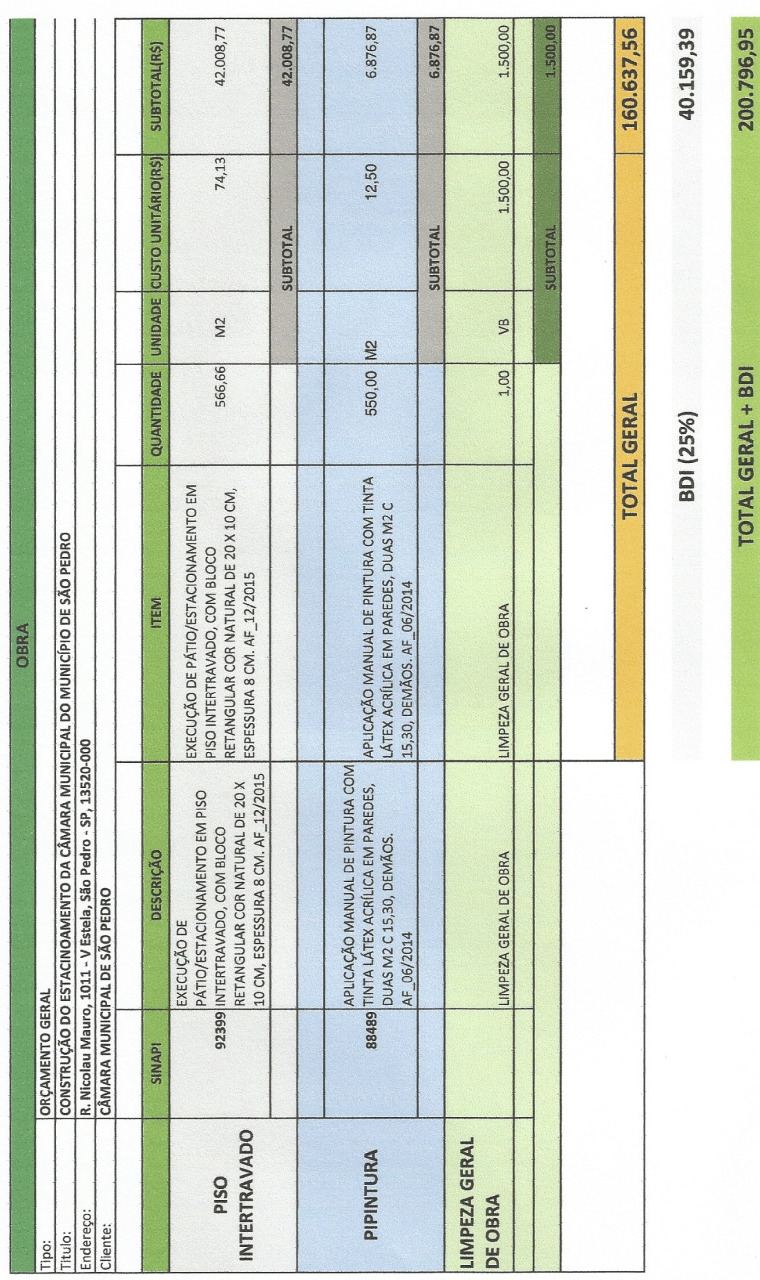 OBRA
Tipo: ORÇAMENTO GERAL
Título: CONSTRUÇÃO DO ESTACINOAMENTO DA CÂMARA MUNICIPAL DO MUNICÍPIO DE SÃO PEDRO
Endereço: R. Nicolau Mauro, 1011 - V Estela, São Pedro - SP, 13520-000
Cliente: CÂMARA MUNICIPAL DE SÃO PEDRO
SINAPI DESCRIÇÃO ITEM QUANTIDADE UNIDADE CUSTO UNITÁRIO(R$) SUBTOTAL(R$)
PISO
INTERTRAVADO
92399
EXECUÇÃO DE
PÁTIO/ESTACIONAMENTO EM PISO
INTERTRAVADO, COM BLOCO
RETANGULAR COR NATURAL DE 20 X
10 CM, ESPESSURA 8 CM. AF_12/2015
EXECUÇÃO DE PÁTIO/ESTACIONAMENTO EM
PISO INTERTRAVADO, COM BLOCO
RETANGULAR COR NATURAL DE 20 X 10 CM,
ESPESSURA 8 CM. AF_12/2015
566,66 M2 74,13 42.008,77
SUBTOTAL 42.008,77
PIPINTURA
88489
APLICAÇÃO MANUAL DE PINTURA COM
TINTA LÁTEX ACRÍLICA EM PAREDES,
DUAS M2 C 15,30, DEMÃOS.
AF_06/2014
APLICAÇÃO MANUAL DE PINTURA COM TINTA
LÁTEX ACRÍLICA EM PAREDES, DUAS M2 C
15,30, DEMÃOS. AF_06/2014
550,00 M2 12,50 6.876,87
SUBTOTAL 6.876,87
LIMPEZA GERAL
DE OBRA
LIMPEZA GERAL DE OBRA LIMPEZA GERAL DE OBRA 1,00 VB 1.500,00 1.500,00
SUBTOTAL 1.500,00
TOTAL GERAL 160.637,56
BDI (25%) 40.159,39
TOTAL GERAL + BDI 200.796,95